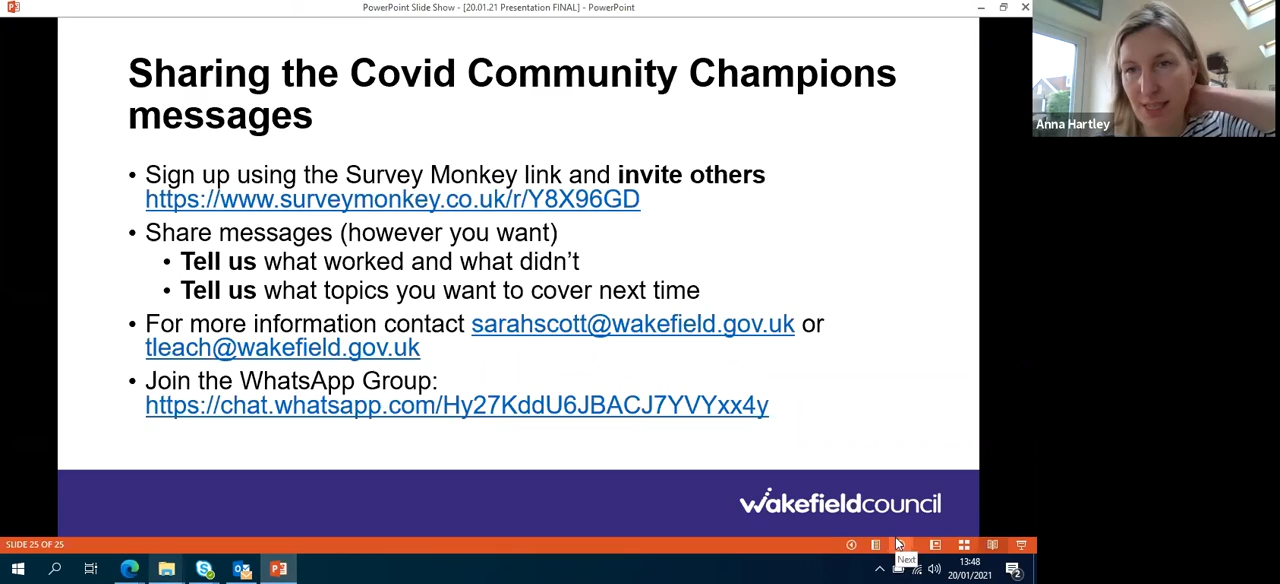 PowerPoint Slide Show - [20.01.21 Presentation FINAL] - PowerPoint
Sharing the Covid Community Champions
messages
• Sign up using the Survey Monkey link and invite others
https://www.surveymonkey.co.uk/r/Y8X96GD
• Share messages (however you want)
• Tell us what worked and what didn't
• Tell us what topics you want to cover next time
• For more information contact sarahscott@wakefield.gov.uk or
tleach@wakefield.gov.uk
• Join the WhatsApp Group:
https://chat.whatsapp.com/Hy27KddU6JBACJ7YVYxx4y
wakefieldcouncil
Anna Hartley
SLIDE 25 OF 25
Next
13:48
20/01/2021
2